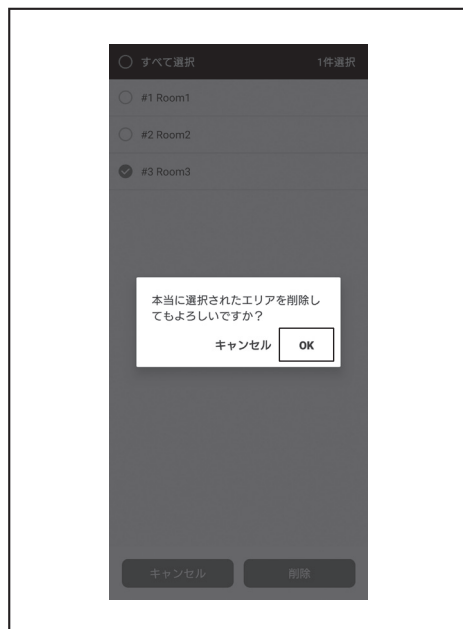 すべて選択 1件選択
#1 Room1
#2 Room2
#3 Room3
本当に選択されたエリアを削除し
てもよろしいですか？
キャンセル OK
キャンセル 削除